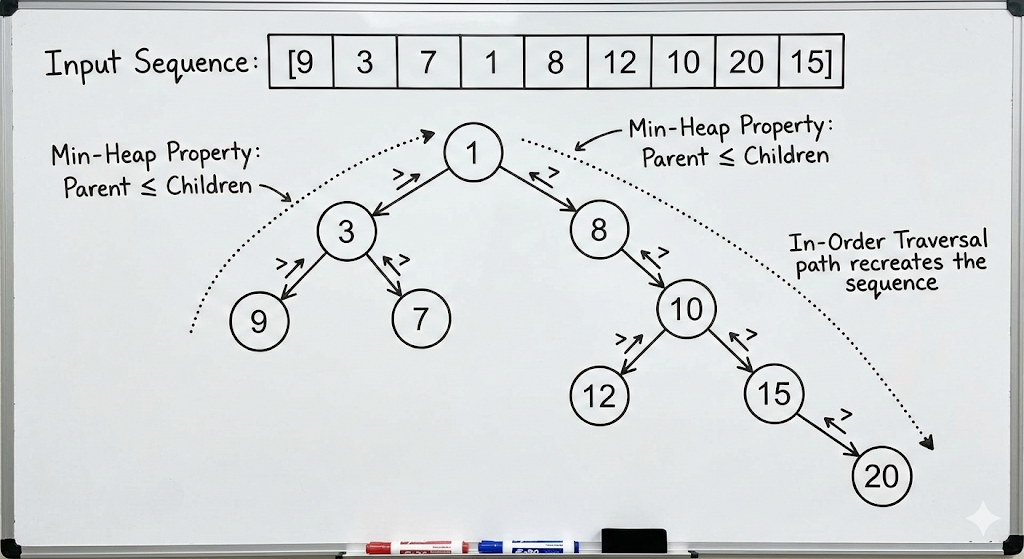 Input Sequence: [9 3 7 1 8 12 10 20 15]
Min-Heap Property:
Parent ≤ Children
Min-Heap Property:
Parent ≤ Children
In-Order Traversal
path recreates the
sequence
1
> >
3 8
> > >
9 7 10
> >
12 15
>
20